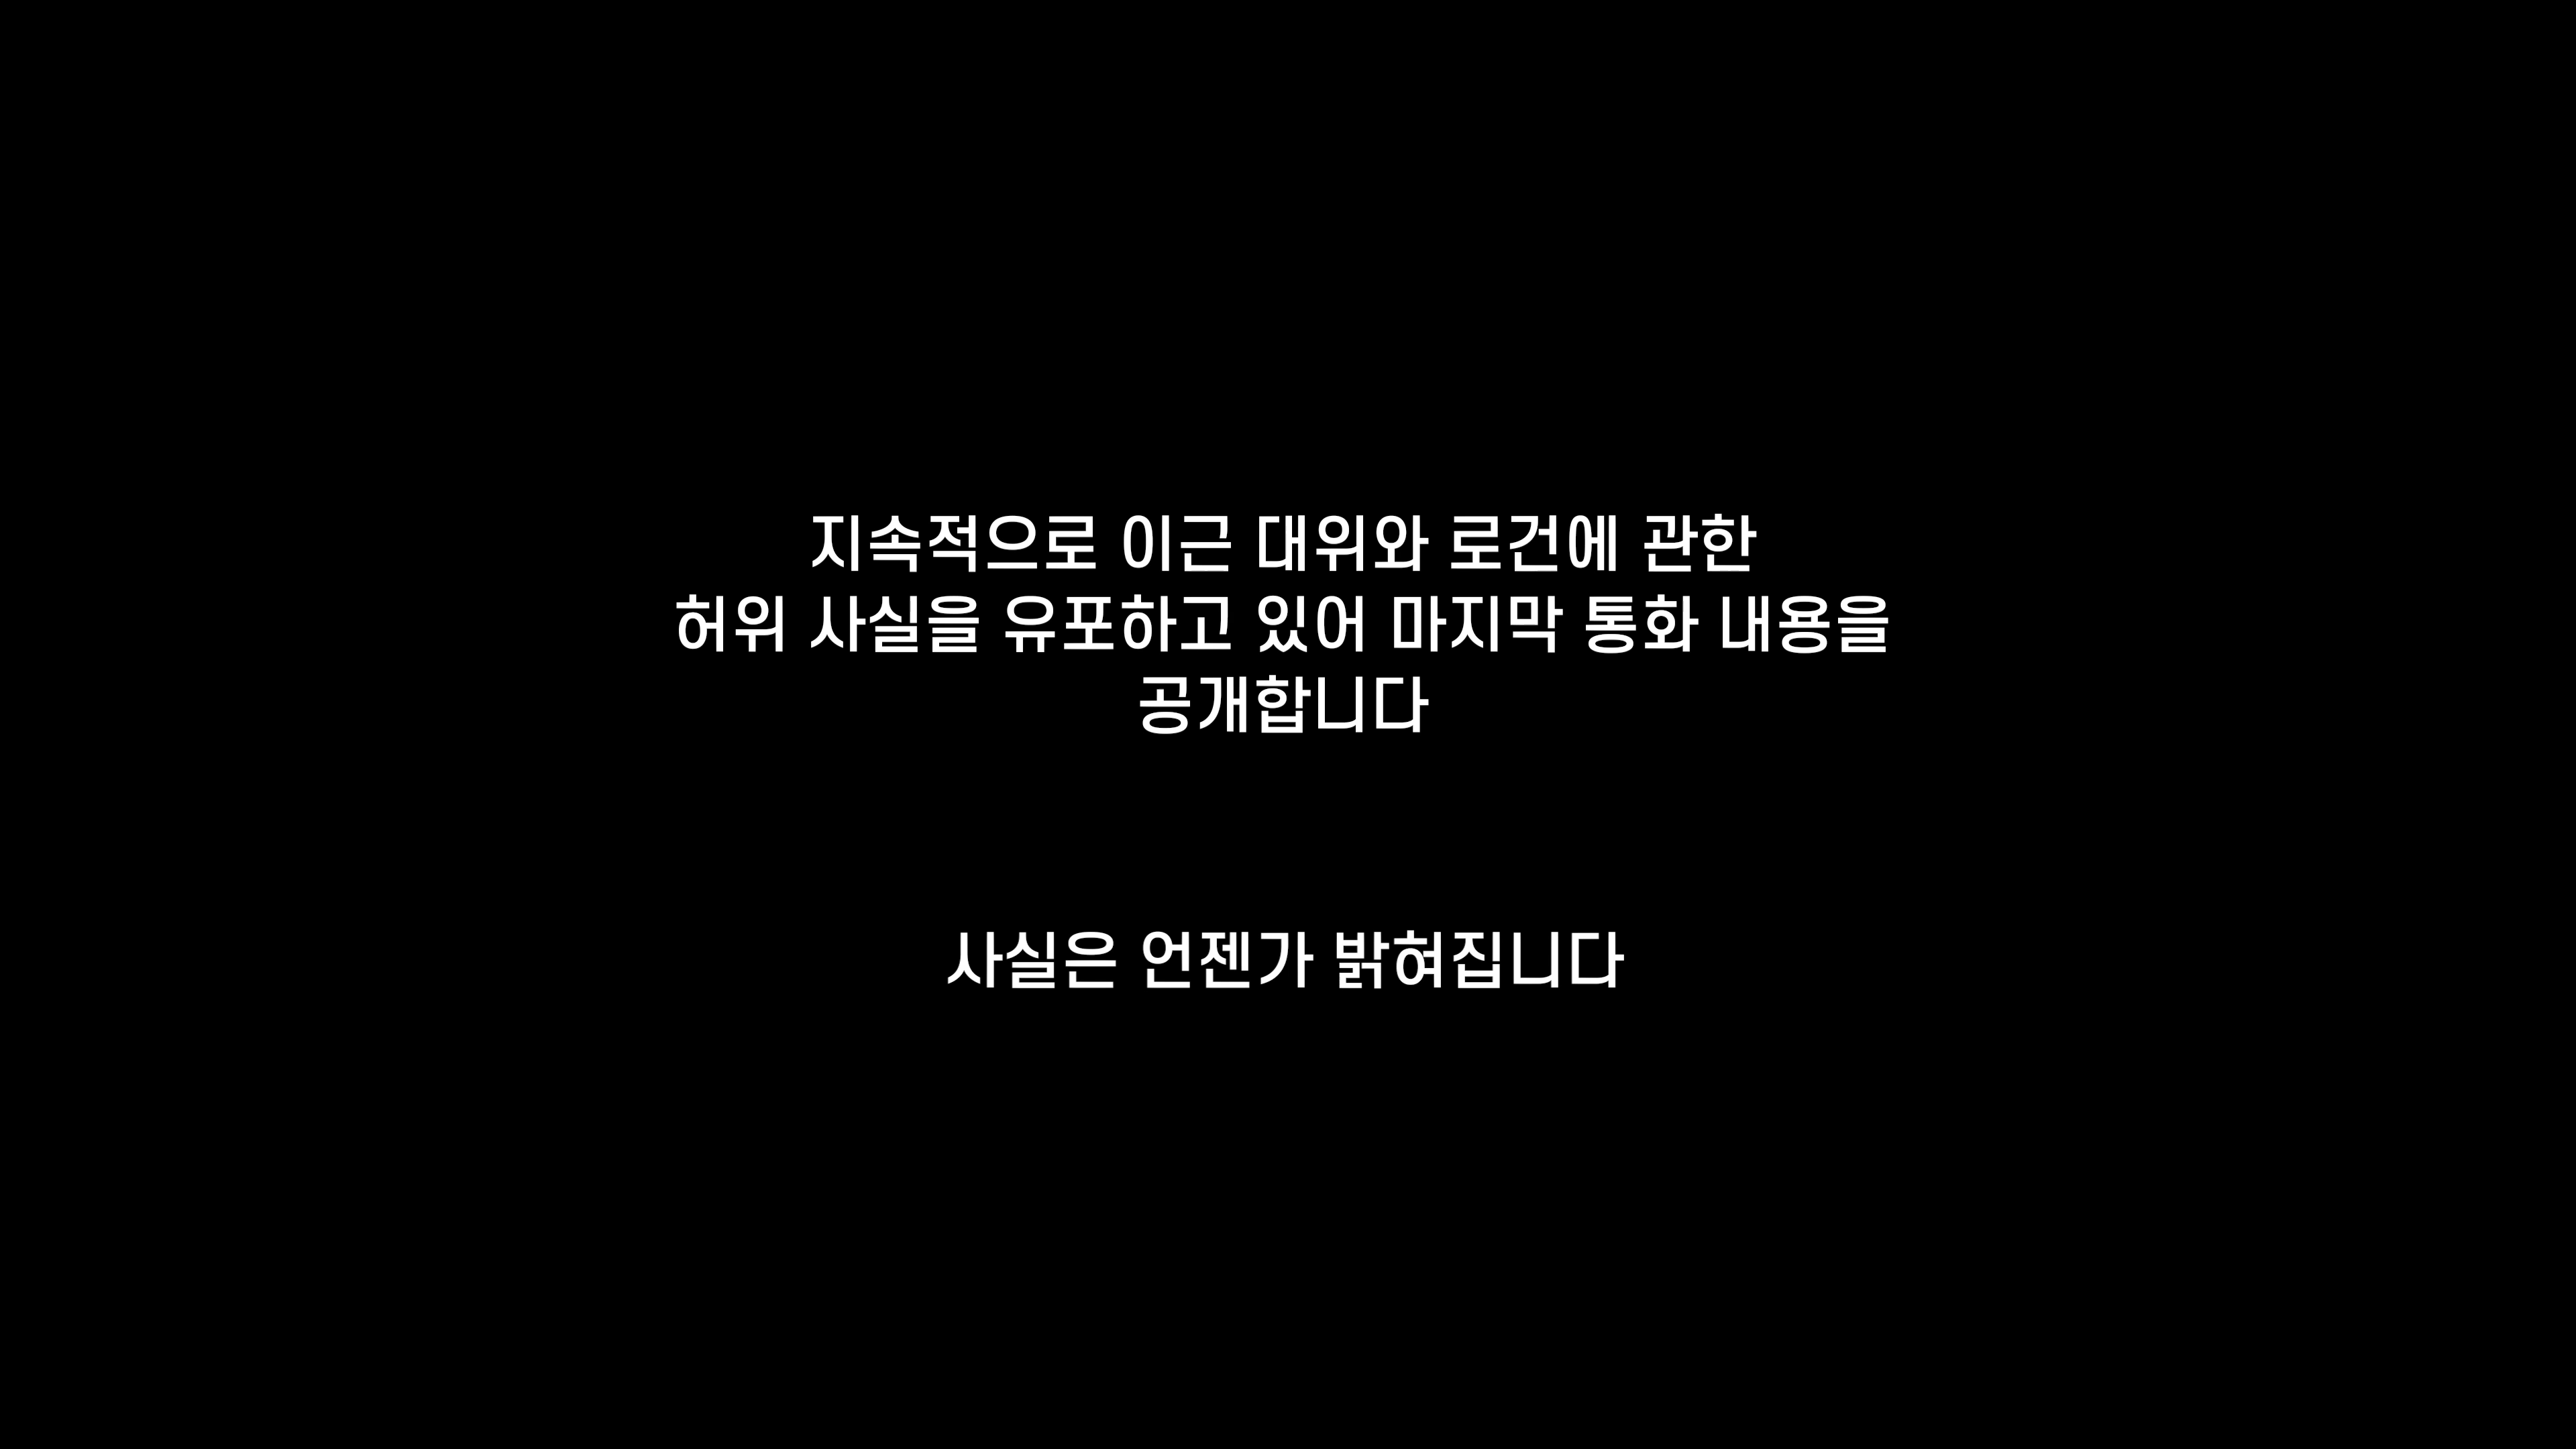 지속적으로 이근 대위와 로건에 관한
허위 사실을 유포하고 있어 마지막 통화 내용을
공개합니다
사실은 언젠가 밝혀집니다